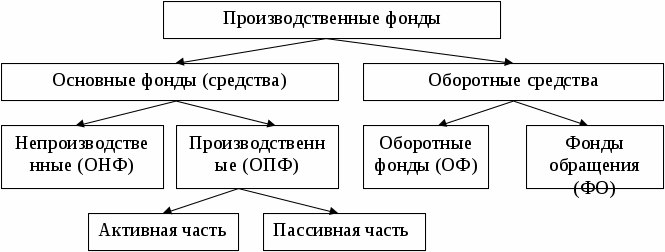 Производственные фонды
Основные фонды (средства)
Оборотные средства
Непроизводстве
нные (ОНФ)
Производственн
ые (ОПФ)
Оборотные
фонды (ОФ)
Фонды
обращения
(ФО)
Активная часть
Пассивная часть